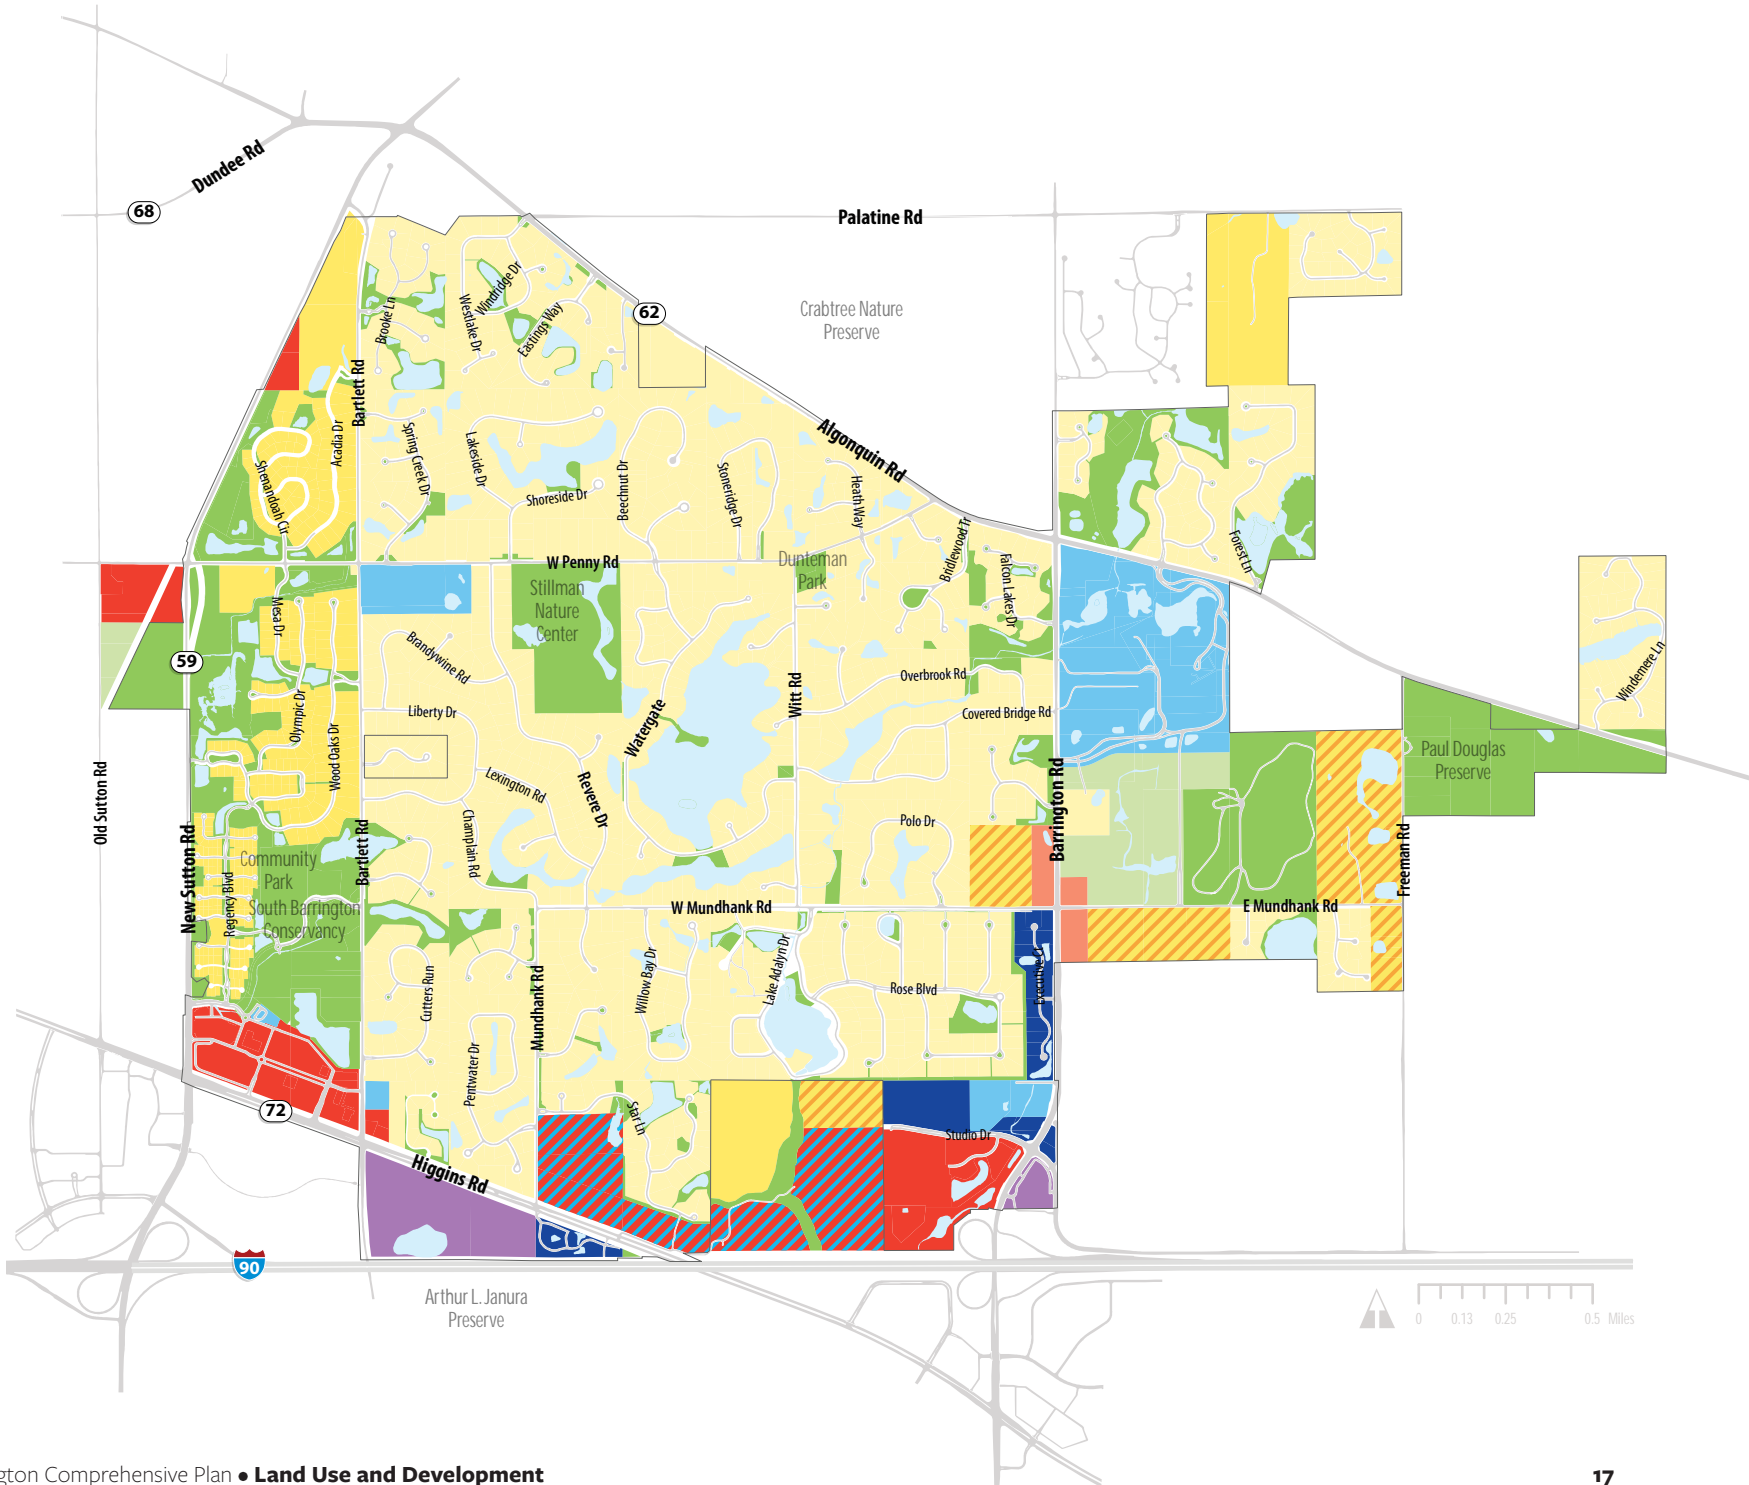 Dundee Rd
68
Palatine Rd
62
Crabtree Nature
Preserve
Windridge Dr
Westlake Dr
Brooke Ln
Eastings Way
Bartlett Rd
Algonquin Rd
Acadia Dr
Spring Creek Dr
Lakeside Dr
Shoreside Dr
Beechnut Dr
Stoneridge Dr
Heath Way
Shenandoah Cir
Bridlewood Tr
Falcon Lakes Dr
Forest Ln
W Penny Rd
Stillman
Nature
Center
Dunteman
Park
Mesa Dr
59
Brandywine Rd
Overbrook Rd
Windemere Ln
Witt Rd
Liberty Dr
Covered Bridge Rd
Olympic Dr
Watergate
Wood Oaks Dr
Paul Douglas
Preserve
Old Sutton Rd
Lexington Rd
Revere Dr
Barrington Rd
Champlain Rd
Polo Dr
New Sutton Rd
Bartlett Rd
Freeman Rd
Community
Park
Regency Blvd
South Barrington
Conservancy
W Mundhank Rd
E Mundhank Rd
Cutters Run
Mundhank Rd
Willow Bay Dr
Lake Adalyn Dr
Rose Blvd
Pentwater Dr
72
Star Ln
Studio Dr
Higgins Rd
90
Arthur L. Janura
Preserve
0 0.13 0.25 0.5 Miles
gton Comprehensive Plan ● Land Use and Development
17